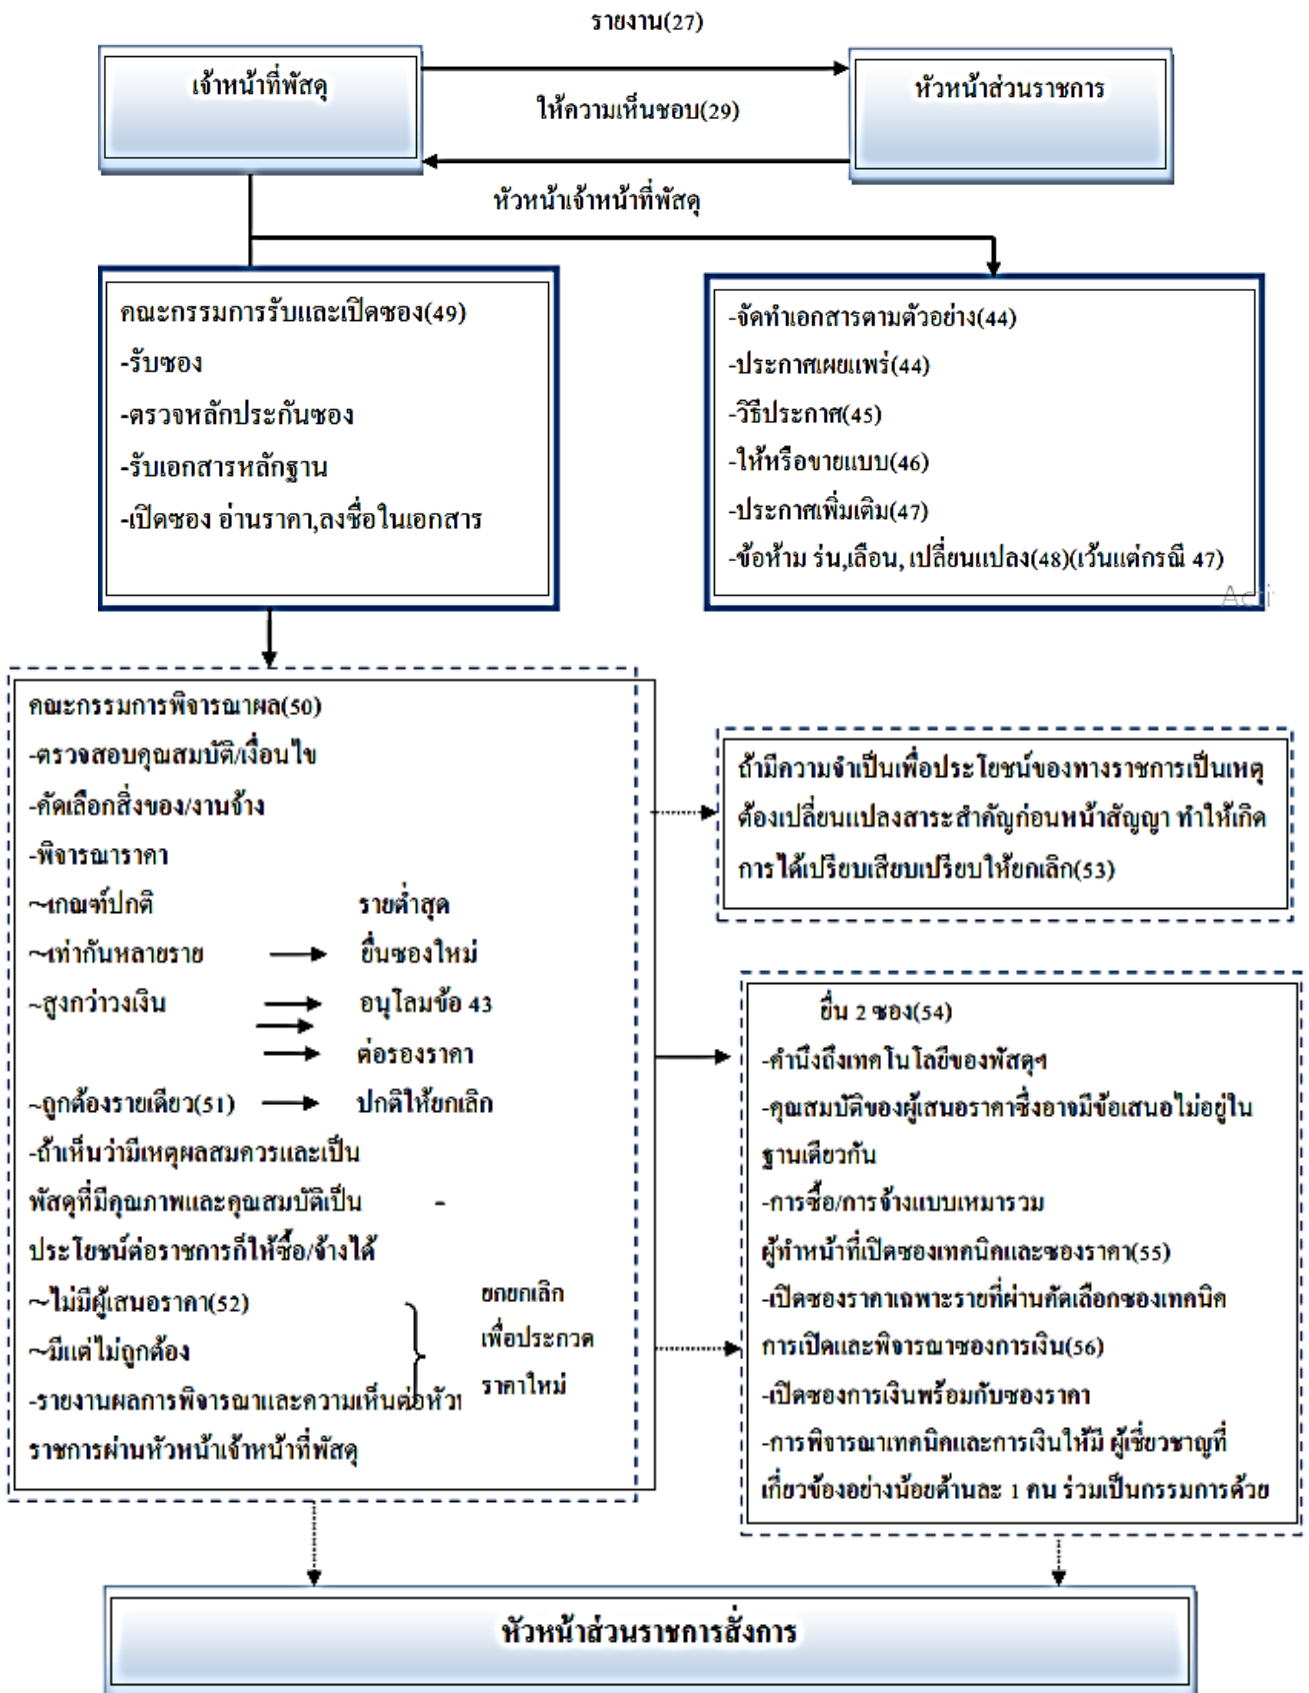 รายงาน(27)
เจ้าหน้าที่พัสดุ
หัวหน้าส่วนราชการ
ให้ความเห็นชอบ(29)
หัวหน้าเจ้าหน้าที่พัสดุ
คณะกรรมการรับและเปิดซอง(49)
-รับซอง
-ตรวจหลักประกันซอง
-รับเอกสารหลักฐาน
-เปิดซอง อ่านราคา,ลงชื่อในเอกสาร
-จัดทำเอกสารตามตัวอย่าง(44)
-ประกาศเผยแพร่(44)
-วิธีประกาศ(45)
-ให้หรือขายแบบ(46)
-ประกาศเพิ่มเติม(47)
-ข้อห้าม ร่น,เลื่อน, เปลี่ยนแปลง(48)(เว้นแต่กรณี 47)
Acti
คณะกรรมการพิจารณาผล(50)
-ตรวจสอบคุณสมบัติ/เงื่อนไข
-คัดเลือกสิ่งของ/งานจ้าง
-พิจารณาราคา
~เกณฑ์ปกติ รายต่ำสุด
~เท่ากันหลายราย ยื่นซองใหม่
~สูงกว่าวงเงิน อนุโลมข้อ 43
ต่อรองราคา
~ถูกต้องรายเดียว(51) ปกติให้ยกเลิก
-ถ้าเห็นว่ามีเหตุผลสมควรและเป็น
พัสดุที่มีคุณภาพและคุณสมบัติเป็น -
ประโยชน์ต่อราชการก็ให้ซื้อ/จ้างได้
~ไม่มีผู้เสนอราคา(52)
~มีแต่ไม่ถูกต้อง
ยกยกเลิก
เพื่อประกวด
ราคาใหม่
-รายงานผลการพิจารณาและความเห็นต่อหัว
ราชการผ่านหัวหน้าเจ้าหน้าที่พัสดุ
ถ้ามีความจำเป็นเพื่อประโยชน์ของทางราชการเป็นเหตุ
ต้องเปลี่ยนแปลงสาระสำคัญก่อนหน้าสัญญา ทำให้เกิด
การได้เปรียบเสียบเปรียบให้ยกเลิก(53)
ยื่น 2 ซอง(54)
-คำนึงถึงเทคโนโลยีของพัสดุฯ
-คุณสมบัติของผู้เสนอราคาซึ่งอาจมีข้อเสนอไม่อยู่ใน
ฐานเดียวกัน
-การซื้อ/การจ้างแบบเหมารวม
ผู้ทำหน้าที่เปิดซองเทคนิคและซองราคา(55)
-เปิดซองราคาเฉพาะรายที่ผ่านคัดเลือกซองเทคนิค
การเปิดและพิจารณาซองการเงิน(56)
-เปิดซองการเงินพร้อมกับซองราคา
-การพิจารณาเทคนิคและการเงินให้มี ผู้เชี่ยวชาญที่
เกี่ยวข้องอย่างน้อยด้านละ 1 คน ร่วมเป็นกรรมการด้วย
หัวหน้าส่วนราชการสั่งการ